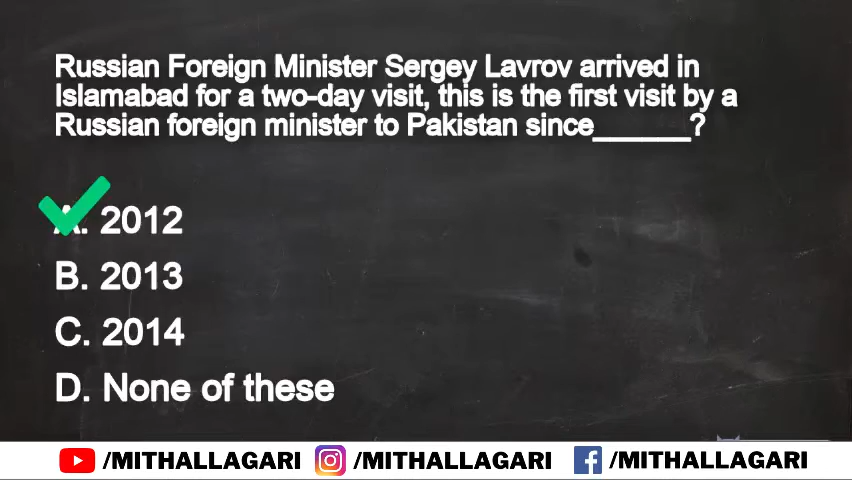 Russian Foreign Minister Sergey Lavrov arrived in
Islamabad for a two-day visit, this is the first visit by a
Russian foreign minister to Pakistan since______?
A. 2012
B. 2013
C. 2014
D. None of these
/MITHALLAGARI /MITHALLAGARI /MITHALLAGARI